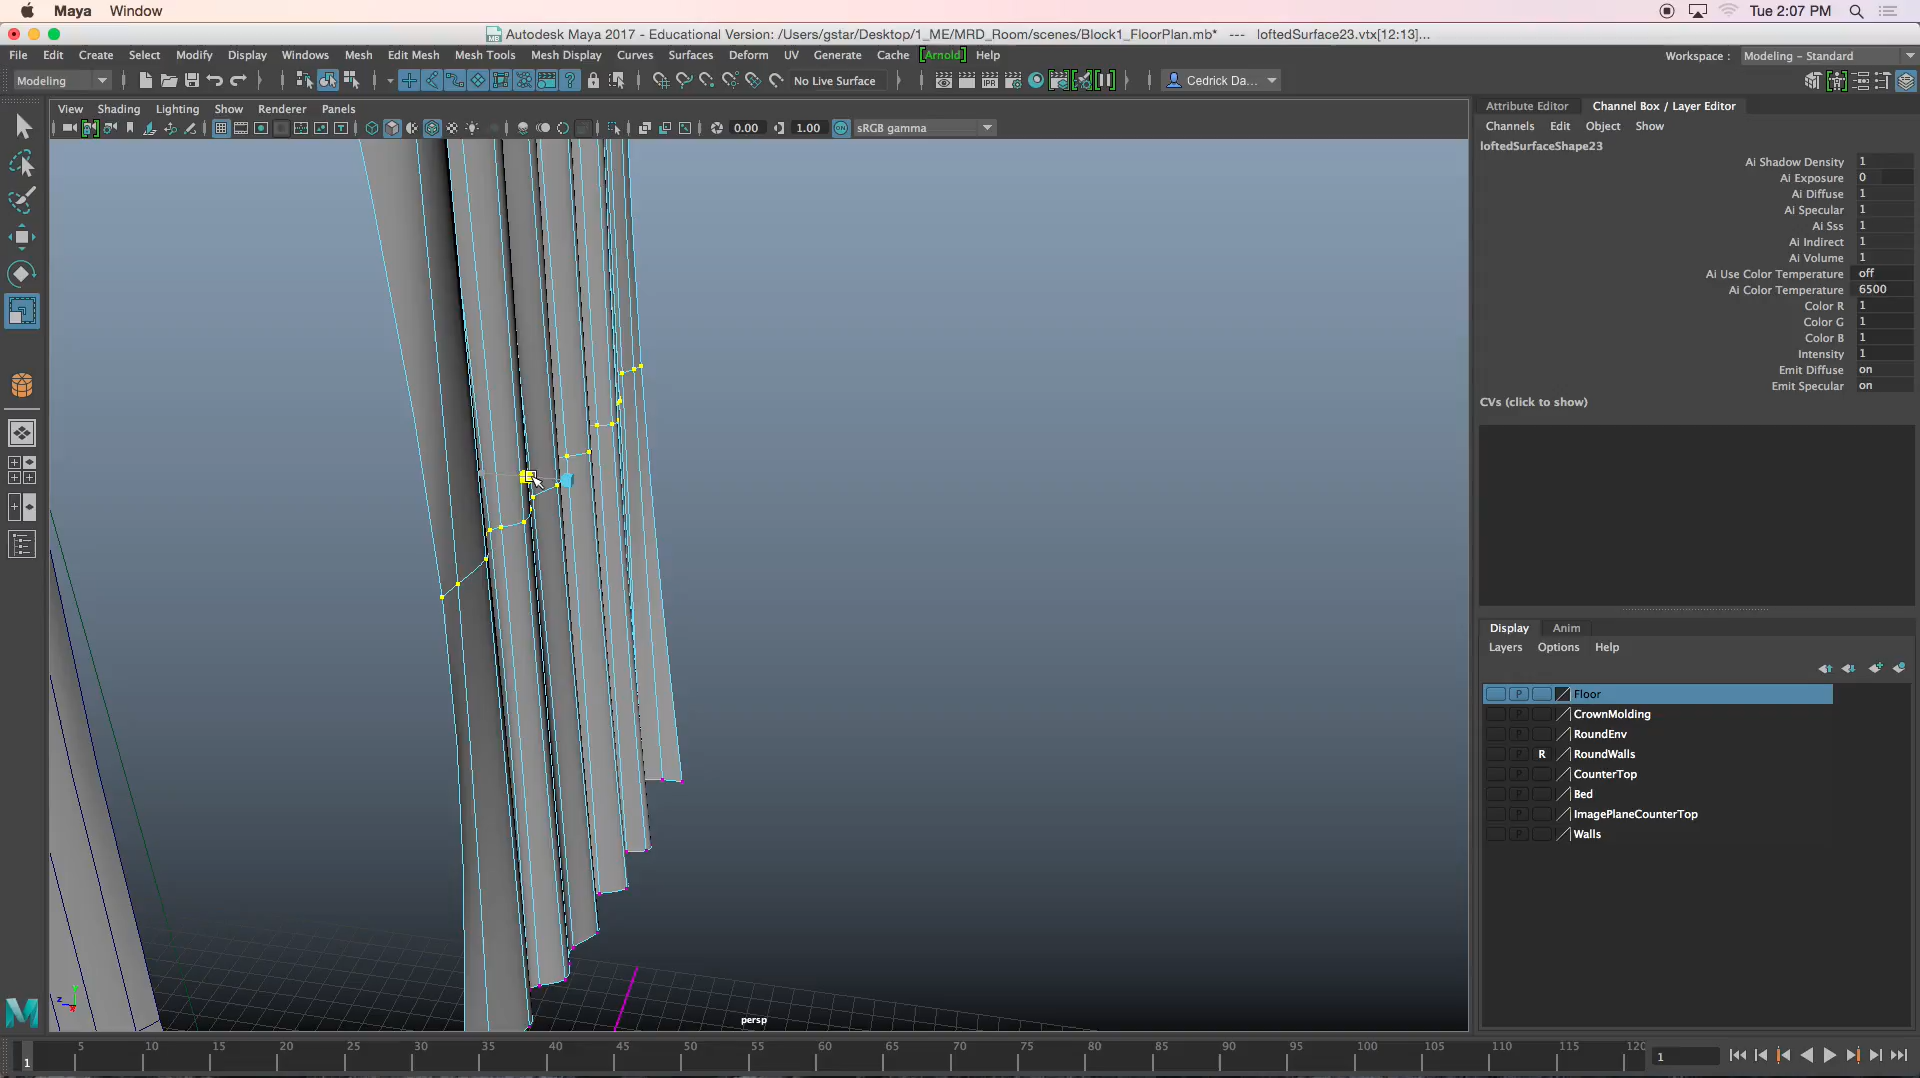 Maya Window Tue 2:07 PM
Autodesk Maya 2017 - Educational Version: /Users/gstar/Desktop/1_ME/MRD_Room/scenes/Block1_FloorPlan.mb* --- loftedSurface23.vtx[12:13]...
File Edit Create Select Modify Display Windows Mesh Edit Mesh Mesh Tools Mesh Display Curves Surfaces Deform UV Generate Cache [Arnold] Help Workspace : Modeling - Standard
Modeling No Live Surface Cedrick Da...
View Shading Lighting Show Renderer Panels
0.00 1.00 ON sRGB gamma
Attribute Editor Channel Box / Layer Editor
Channels Edit Object Show
loftedSurfaceShape23
Ai Shadow Density 1
Ai Exposure 0
Ai Diffuse 1
Ai Specular 1
Ai Sss 1
Ai Indirect 1
Ai Volume 1
Ai Use Color Temperature off
Ai Color Temperature 6500
Color R 1
Color G 1
Color B 1
Intensity 1
Emit Diffuse on
Emit Specular on
CVs (click to show)
Display Anim
Layers Options Help
P Floor
P CrownMolding
P RoundEnv
P R RoundWalls
P CounterTop
P Bed
P ImagePlaneCounterTop
P Walls
y
z
x
persp
5 10 15 20 25 30 35 40 45 50 55 60 65 70 75 80 85 90 95 100 105 110 115 120
1 1